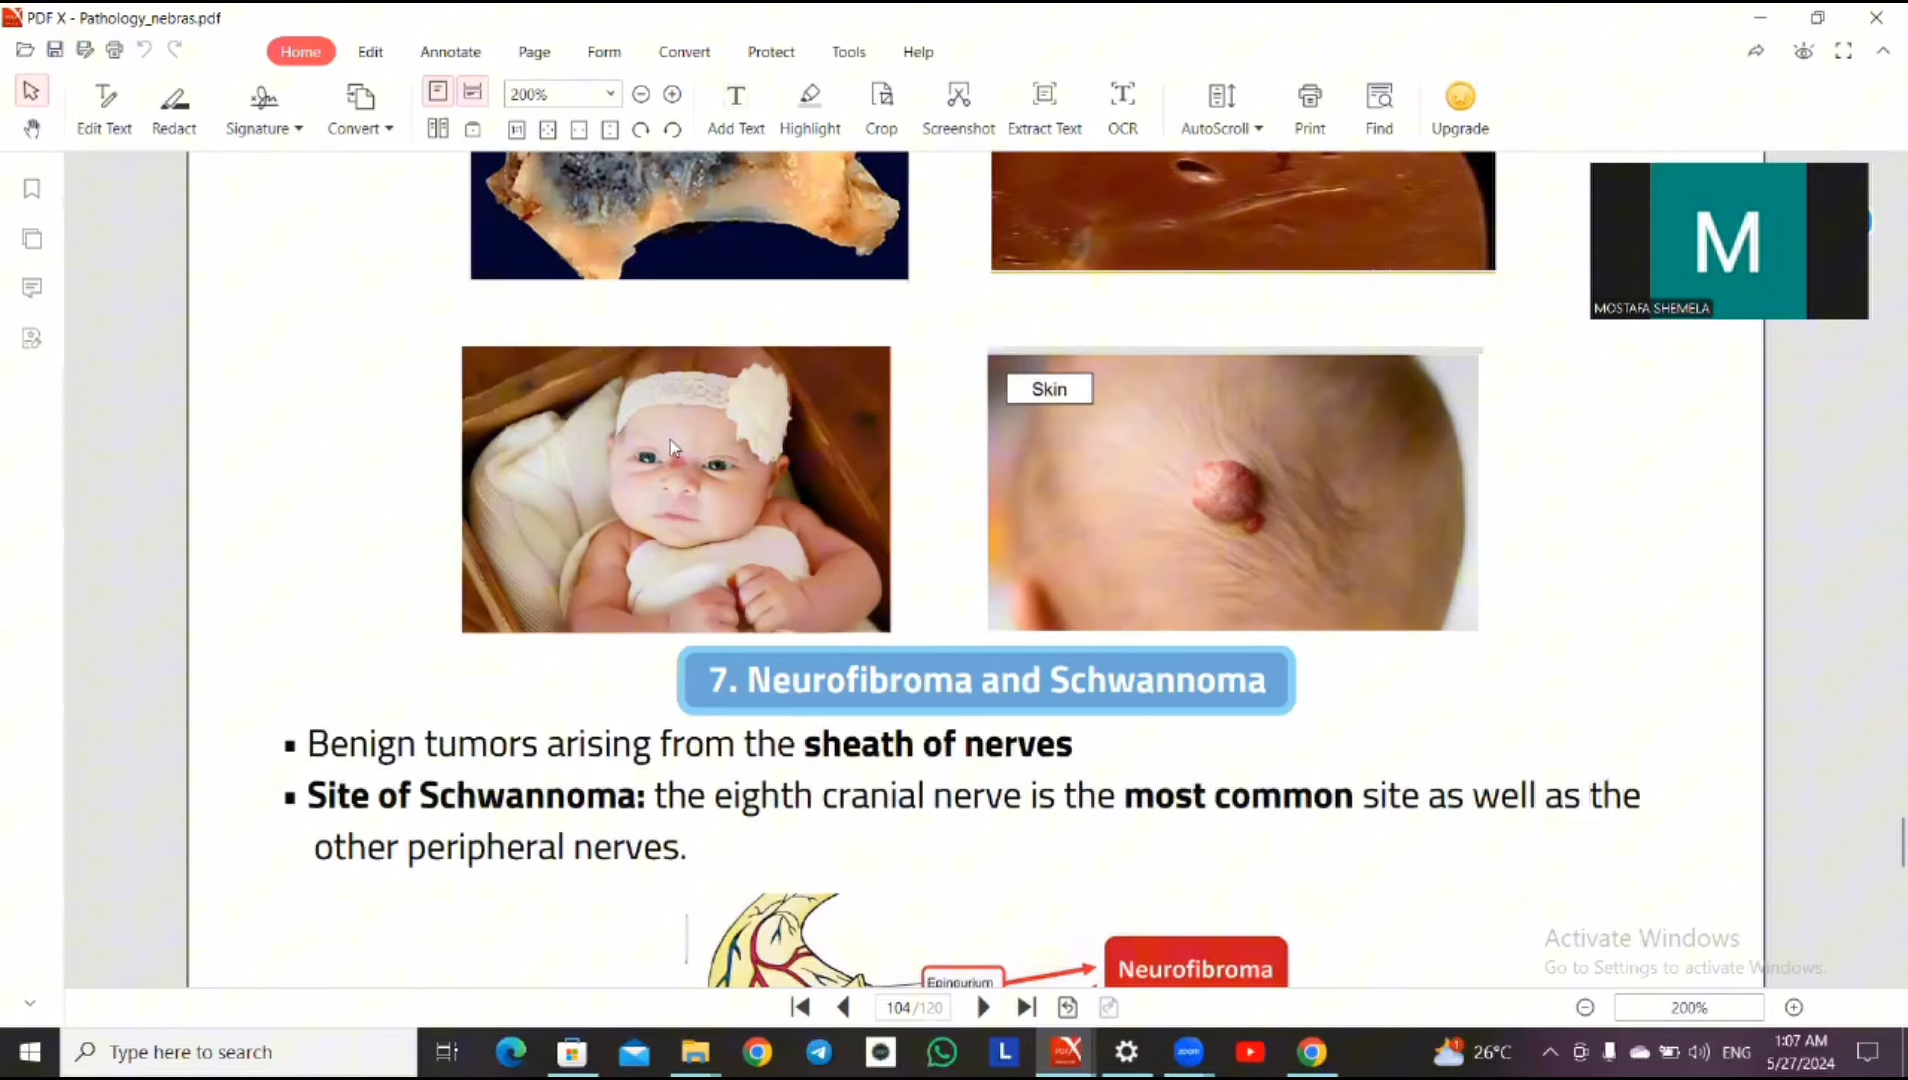 PDF X - Pathology_nebras.pdf
Home Edit Annotate Page Form Convert Protect Tools Help
200%
Edit Text Redact Signature Convert Add Text Highlight Crop Screenshot Extract Text OCR AutoScroll Print Find Upgrade
M
MOSTAFA SHEMELA
Skin
7. Neurofibroma and Schwannoma
▪ Benign tumors arising from the sheath of nerves
▪ Site of Schwannoma: the eighth cranial nerve is the most common site as well as the
other peripheral nerves.
Epineurium
Neurofibroma
Activate Windows
Go to Settings to activate Windows.
104/120
200%
Type here to search
26°C
ENG
1:07 AM
5/27/2024